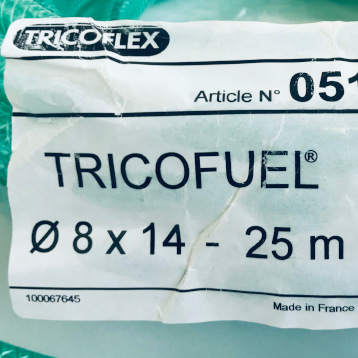 TRICOFLEX
Article N° 051
TRICOFUEL®
Ø 8 x 14 - 25 m
100067645
Made in France